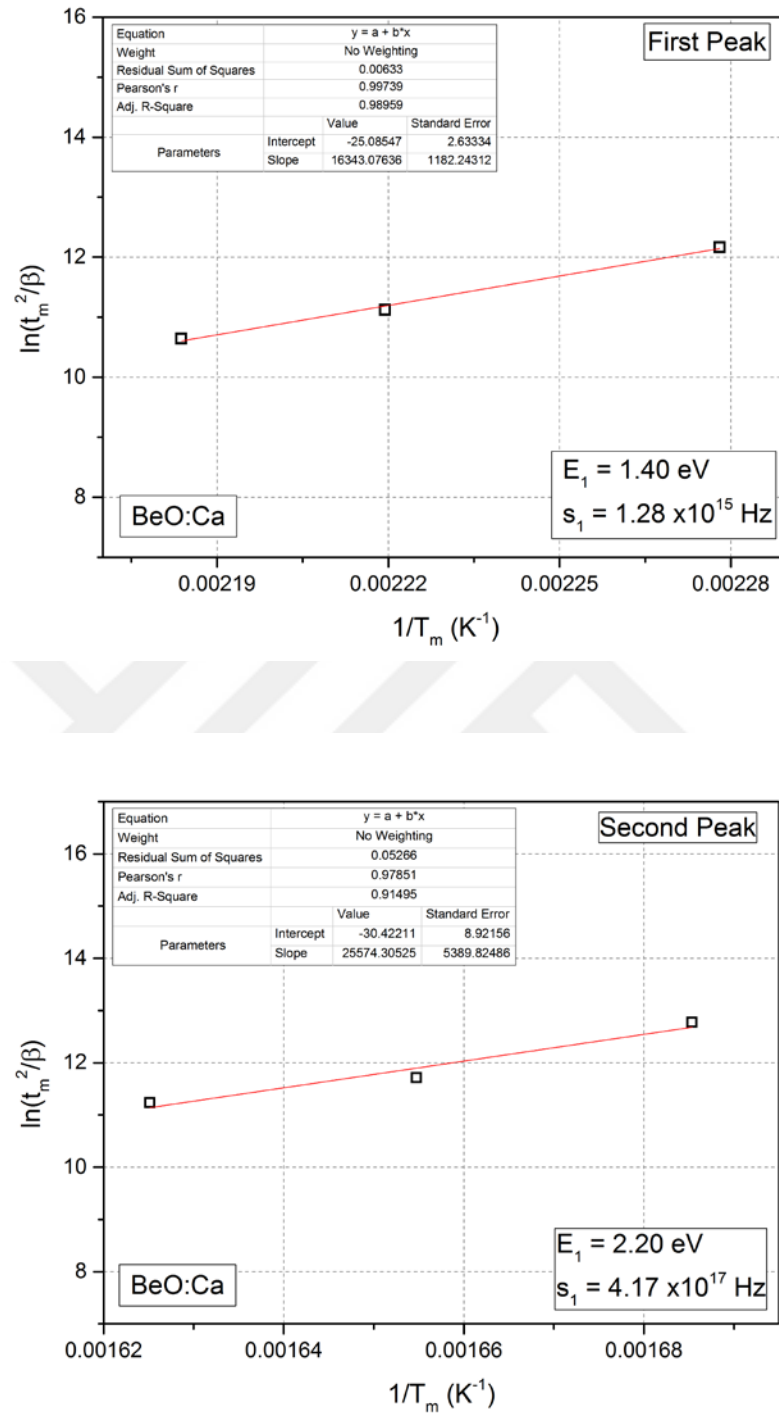 First Peak
Equation y = a + b*x
Weight No Weighting
Residual Sum of Squares 0.00633
Pearson's r 0.99739
Adj. R-Square 0.98959
Value Standard Error
Parameters Intercept -25.08547 2.63334
Slope 16343.07636 1182.24312
16
14
12
10
8
ln(tₘ²/β)
E₁ = 1.40 eV
s₁ = 1.28 x10¹⁵ Hz
BeO:Ca
0.00219 0.00222 0.00225 0.00228
1/Tₘ (K⁻¹)
Second Peak
Equation y = a + b*x
Weight No Weighting
Residual Sum of Squares 0.05266
Pearson's r 0.97851
Adj. R-Square 0.91495
Value Standard Error
Parameters Intercept -30.42211 8.92156
Slope 25574.30525 5389.82486
16
14
12
10
8
ln(tₘ²/β)
E₁ = 2.20 eV
s₁ = 4.17 x10¹⁷ Hz
BeO:Ca
0.00162 0.00164 0.00166 0.00168
1/Tₘ (K⁻¹)